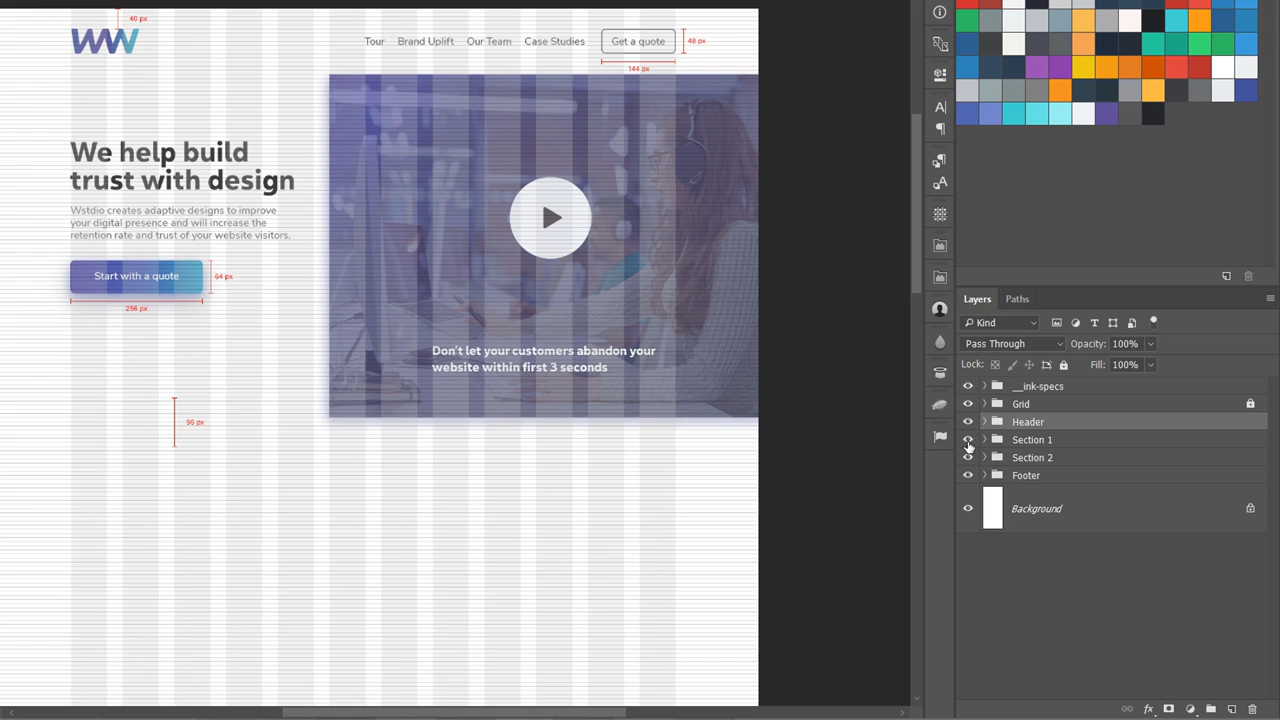 40 px
WW
Tour
Brand Uplift
Our Team
Case Studies
Get a quote
48 px
144 px
We help build
trust with design
Wstdio creates adaptive designs to improve
your digital presence and will increase the
retention rate and trust of your website visitors.
Start with a quote
64 px
256 px
Don't let your customers abandon your
website within first 3 seconds
96 px
Layers
Paths
Kind
Pass Through
Opacity: 100%
Lock:
Fill: 100%
__ink-specs
Grid
Header
Section 1
Section 2
Footer
Background
fx